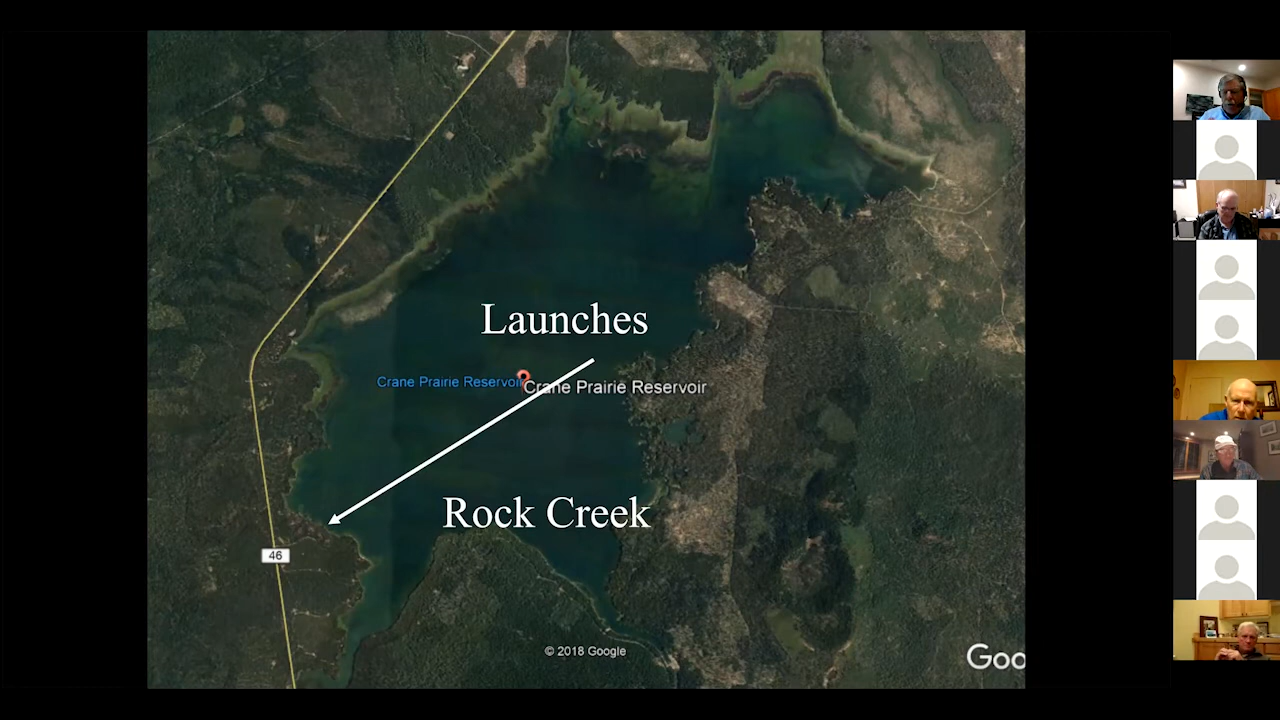 Launches
Crane Prairie Reservoir
Crane Prairie Reservoir
Rock Creek
46
© 2018 Google
Goo